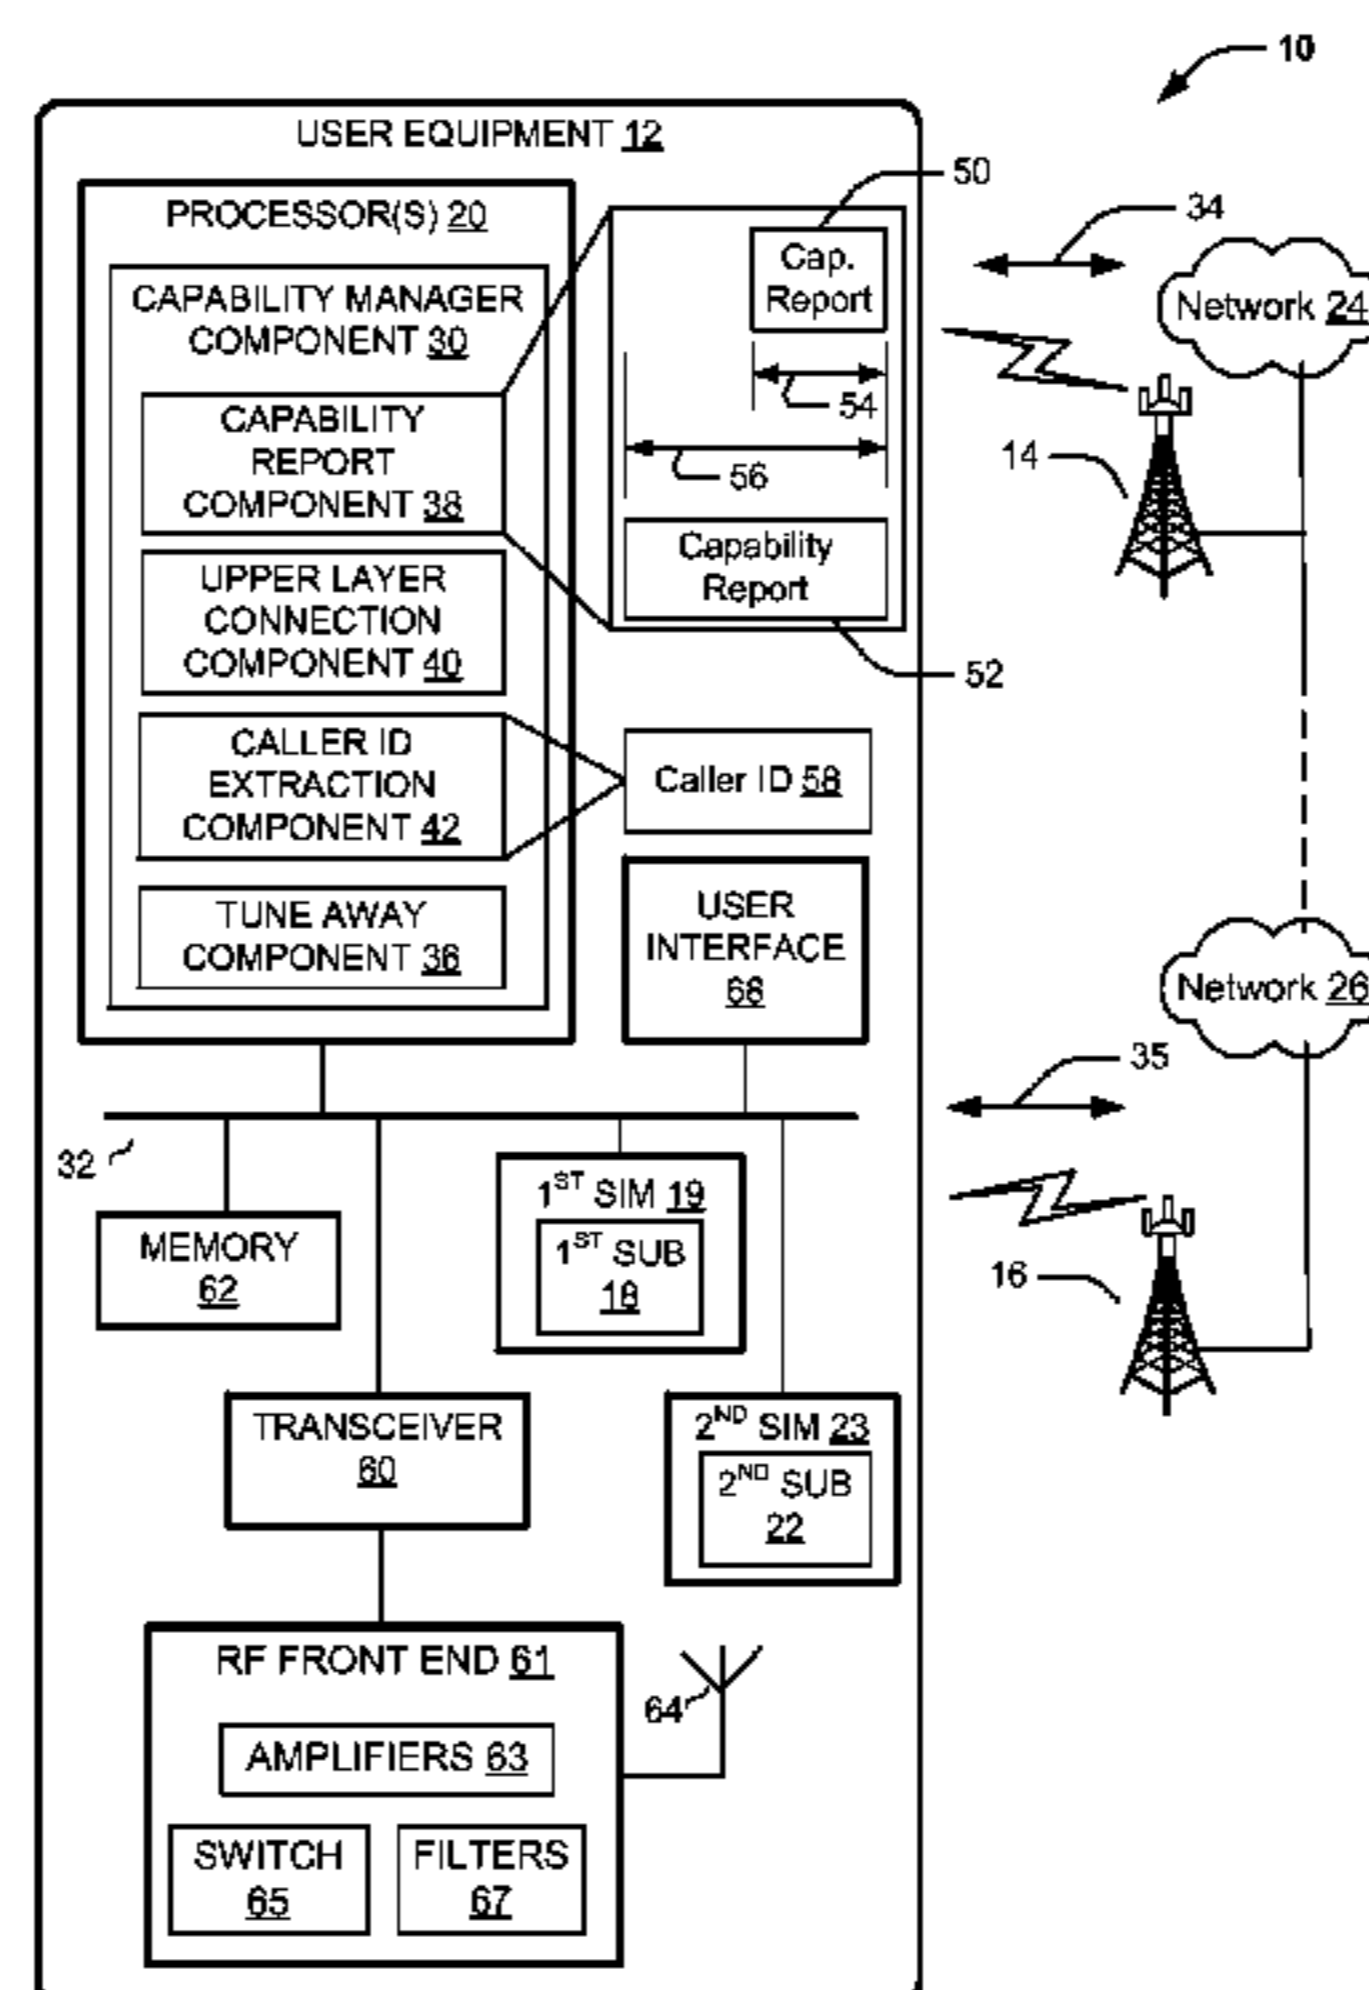 10
USER EQUIPMENT 12
PROCESSOR(S) 20
CAPABILITY MANAGER
COMPONENT 30
CAPABILITY
REPORT
COMPONENT 38
UPPER LAYER
CONNECTION
COMPONENT 40
CALLER ID
EXTRACTION
COMPONENT 42
TUNE AWAY
COMPONENT 36
50
Cap.
Report
54
56
Capability
Report
52
Caller ID 58
USER
INTERFACE
68
34
Network 24
14
Network 26
35
16
32
MEMORY
62
1ST SIM 19
1ST SUB
18
TRANSCEIVER
60
2ND SIM 23
2ND SUB
22
RF FRONT END 61
AMPLIFIERS 63
SWITCH
65
FILTERS
67
64